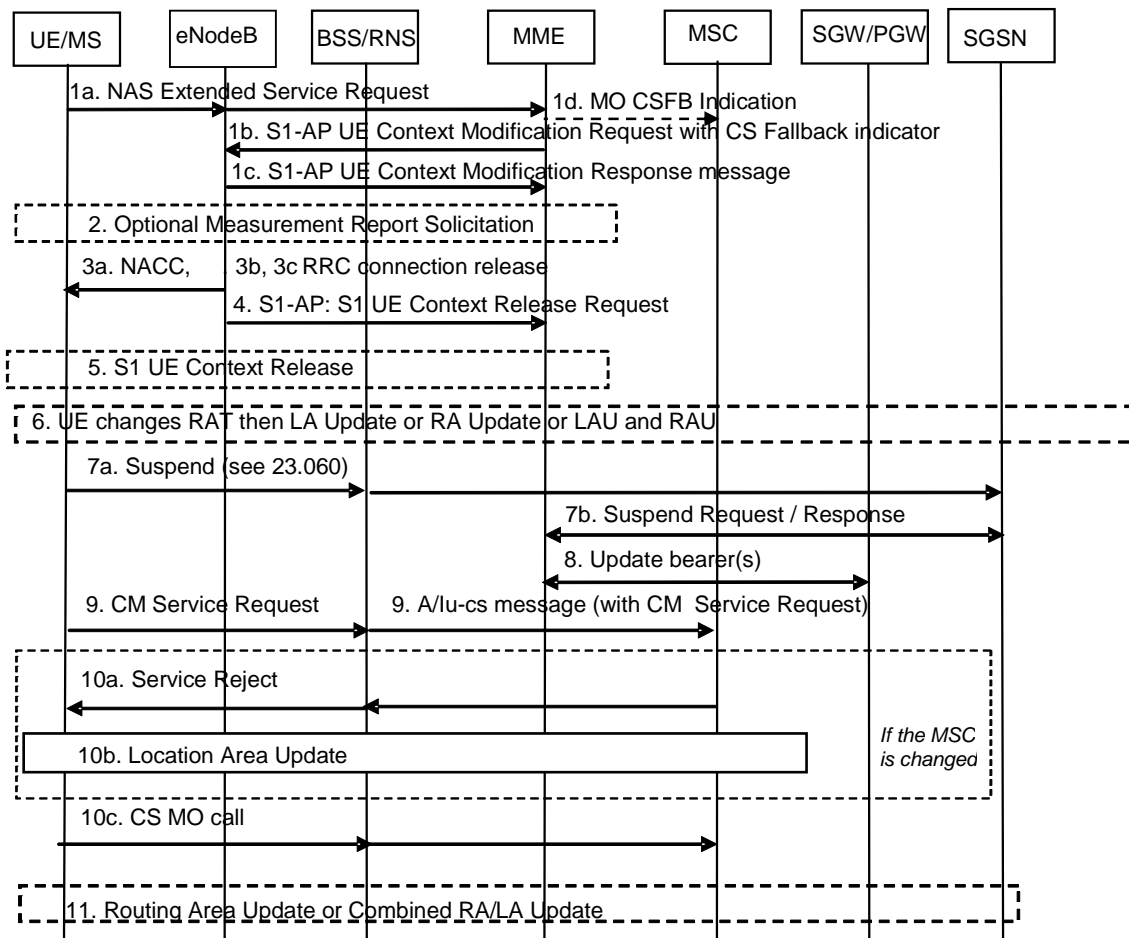 UE/MS
eNodeB
BSS/RNS
MME
MSC
SGW/PGW
SGSN
1a. NAS Extended Service Request
1d. MO CSFB Indication
1b. S1-AP UE Context Modification Request with CS Fallback indicator
1c. S1-AP UE Context Modification Response message
2. Optional Measurement Report Solicitation
3a. NACC, . 3b, 3c RRC connection release
4. S1-AP: S1 UE Context Release Request
5. S1 UE Context Release
6. UE changes RAT then LA Update or RA Update or LAU and RAU
7a. Suspend (see 23.060)
7b. Suspend Request / Response
8. Update bearer(s)
9. CM Service Request
9. A/Iu-cs message (with CM Service Request)
10a. Service Reject
If the MSC
is changed
10b. Location Area Update
10c. CS MO call
11. Routing Area Update or Combined RA/LA Update